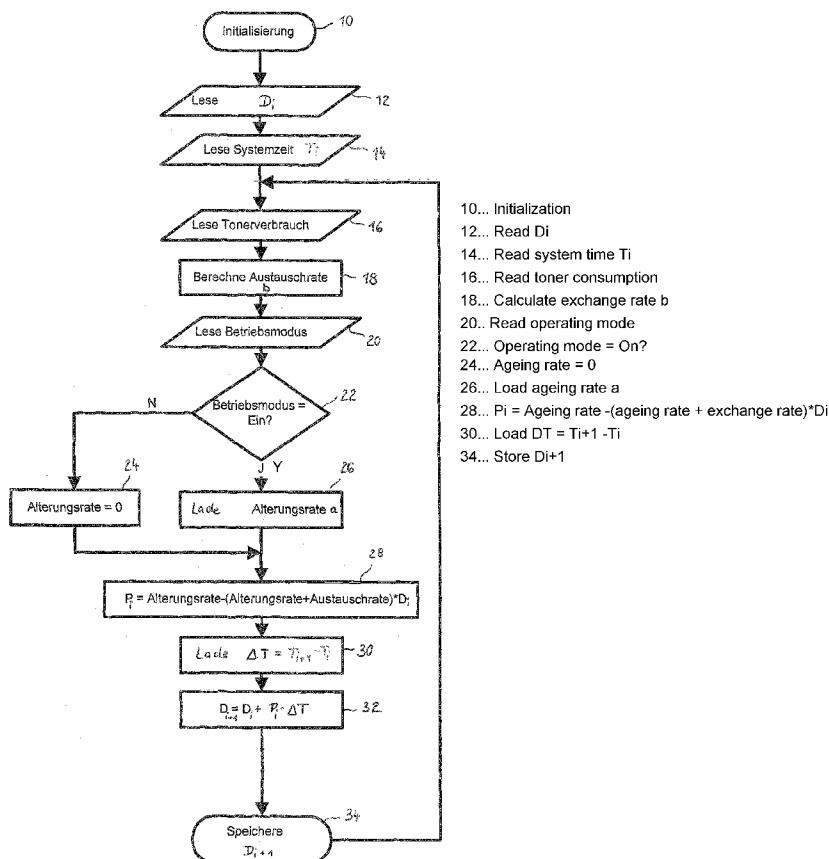 Initialisierung
10
Lese Di
12
Lese Systemzeit Ti
14
Lese Tonerverbrauch
16
Berechne Austauschrate
b
18
Lese Betriebsmodus
20
Betriebsmodus =
Ein?
22
N
J Y
24
Alterungsrate = 0
26
Lade Alterungsrate a
28
Pi = Alterungsrate-(Alterungsrate+Austauschrate)*Di
Lade ΔT = Ti+1 - Ti
30
Di+1 = Di + Pi · ΔT
32
34
Speichere
Di+1
10... Initialization
12... Read Di
14... Read system time Ti
16... Read toner consumption
18... Calculate exchange rate b
20.. Read operating mode
22... Operating mode = On?
24... Ageing rate = 0
26... Load ageing rate a
28... Pi = Ageing rate -(ageing rate + exchange rate)*Di
30... Load DT = Ti+1 -Ti
34... Store Di+1